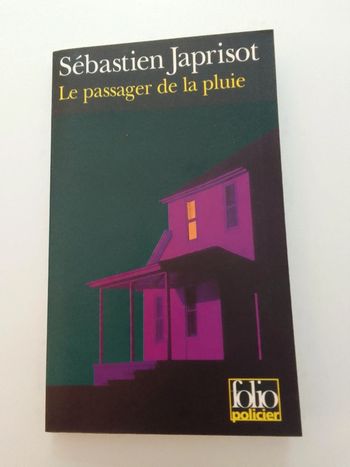 Sébastien Japrisot
Le passager de la pluie
folio
policier